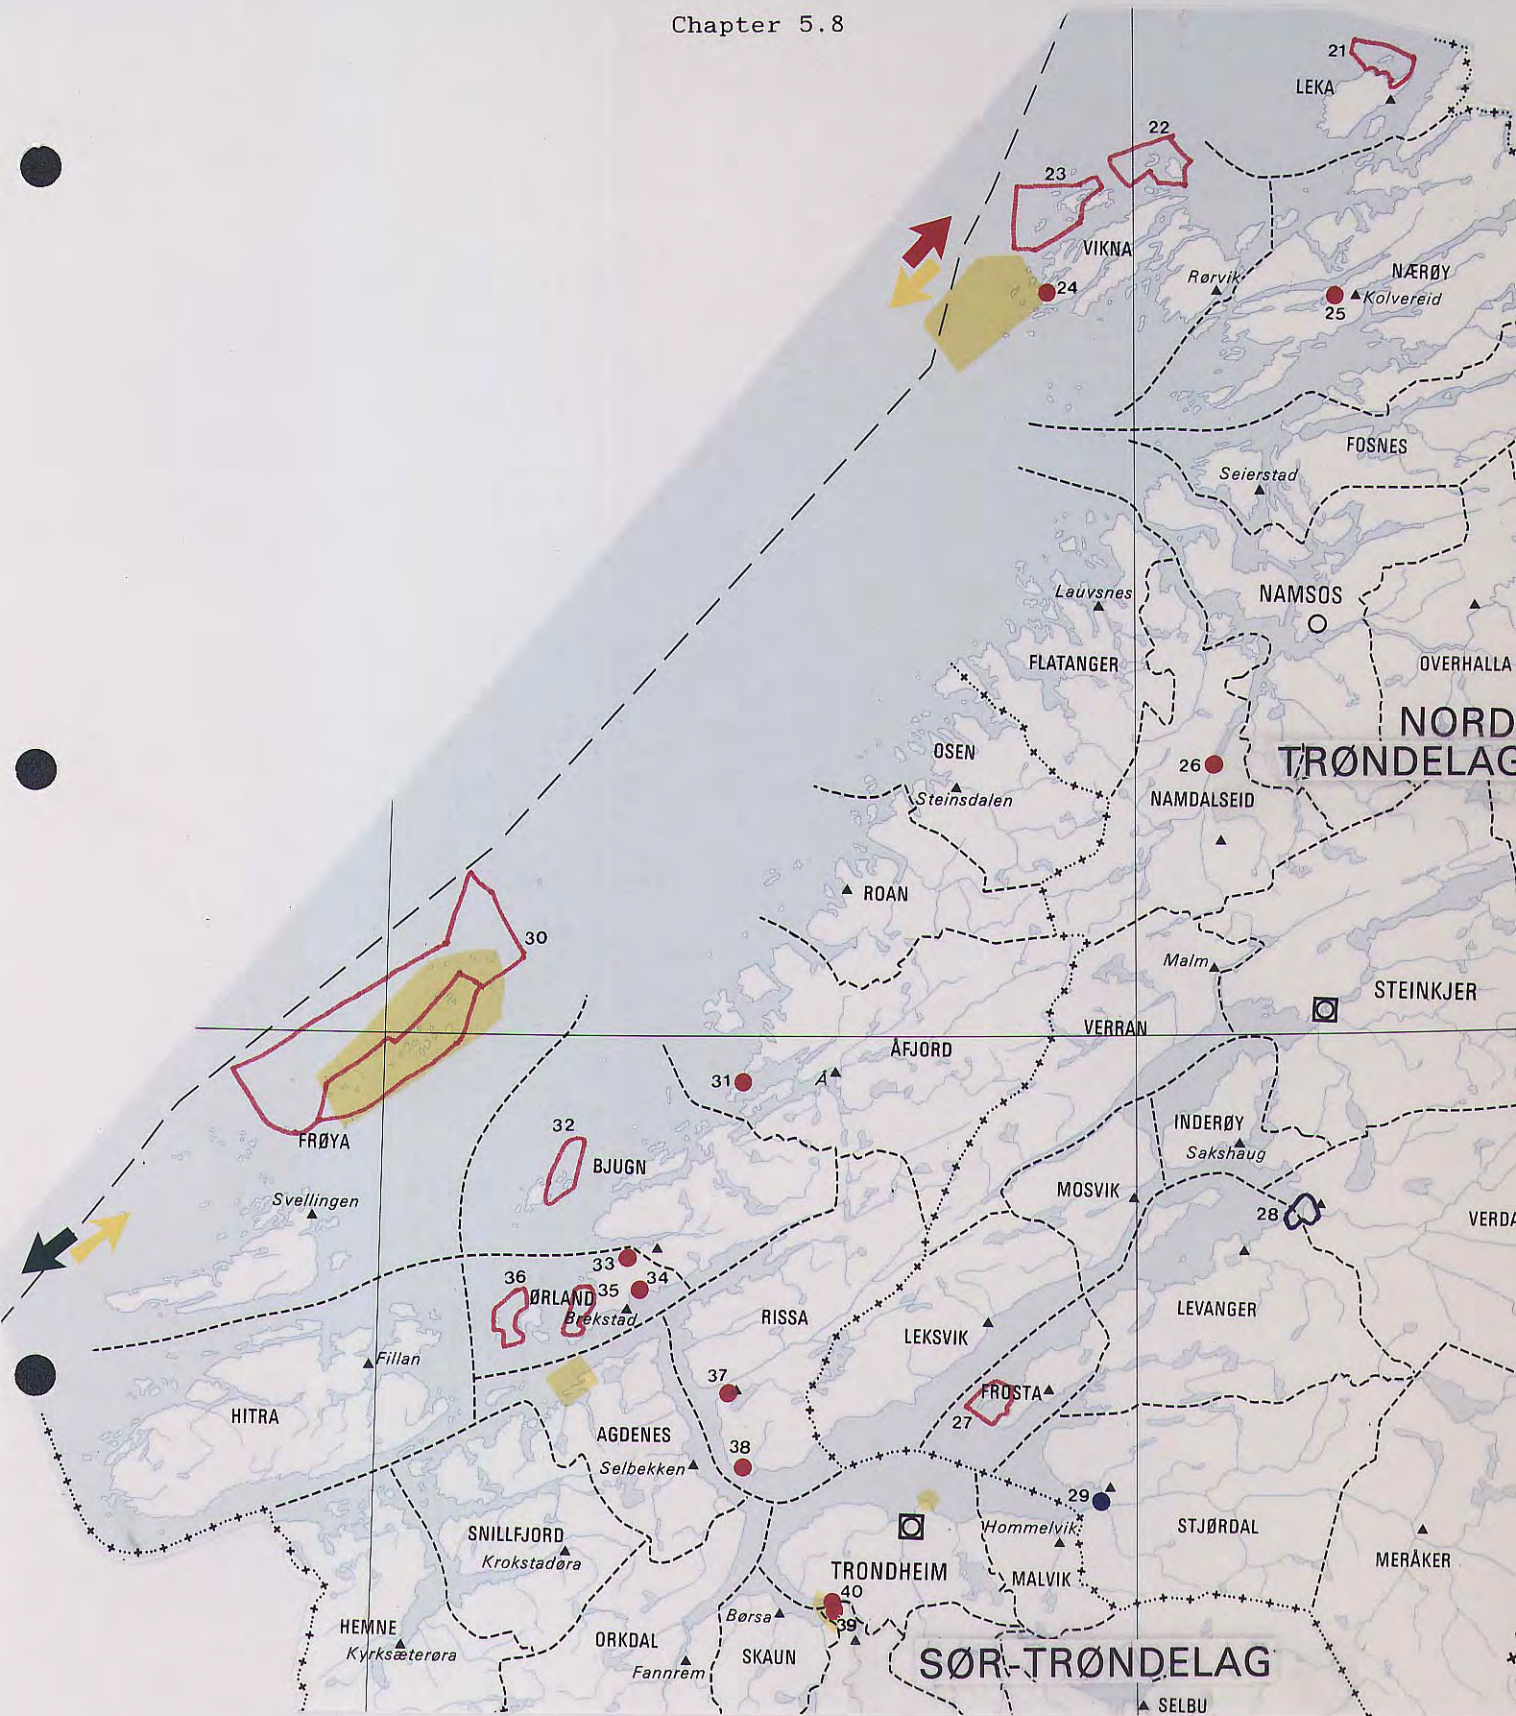 Chapter 5.8
21
LEKA
22
23
VIKNA
24
Rørvik
NÆRØY
Kolvereid
25
FOSNES
Seierstad
NAMSOS
Lauvsnes
FLATANGER
OVERHALLA
NORD
TRØNDELAG
OSEN
Steinsdalen
26
NAMDALSEID
ROAN
30
Malm
STEINKJER
VERRAN
ÅFJORD
Å
31
FRØYA
32
BJUGN
INDERØY
Sakshaug
MOSVIK
Svellingen
28
VERDA
33
34
36
ØRLAND
35
Brekstad
RISSA
LEKSVIK
LEVANGER
Fillan
HITRA
37
FROSTA
27
AGDENES
Selbekken
38
29
SNILLFJORD
Krokstadøra
Hommelvik
STJØRDAL
TRONDHEIM
MALVIK
MERÅKER
40
39
Børsa
HEMNE
Kyrksæterøra
ORKDAL
Fannrem
SKAUN
SØR-TRØNDELAG
SELBU